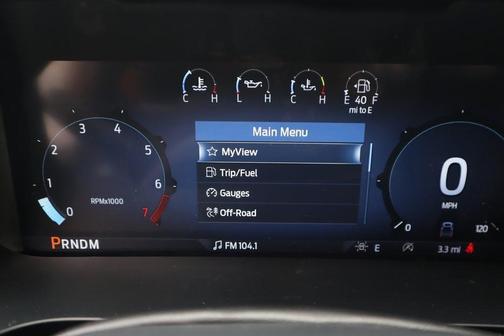 C H L H C H E 40 F
mi to E
Main Menu
MyView
Trip/Fuel
Gauges
Off-Road
0
1
2
3
4
5
6
7
RPMx1000
0
MPH
0 120
PRNDM
FM 104.1
E
3.3 mi